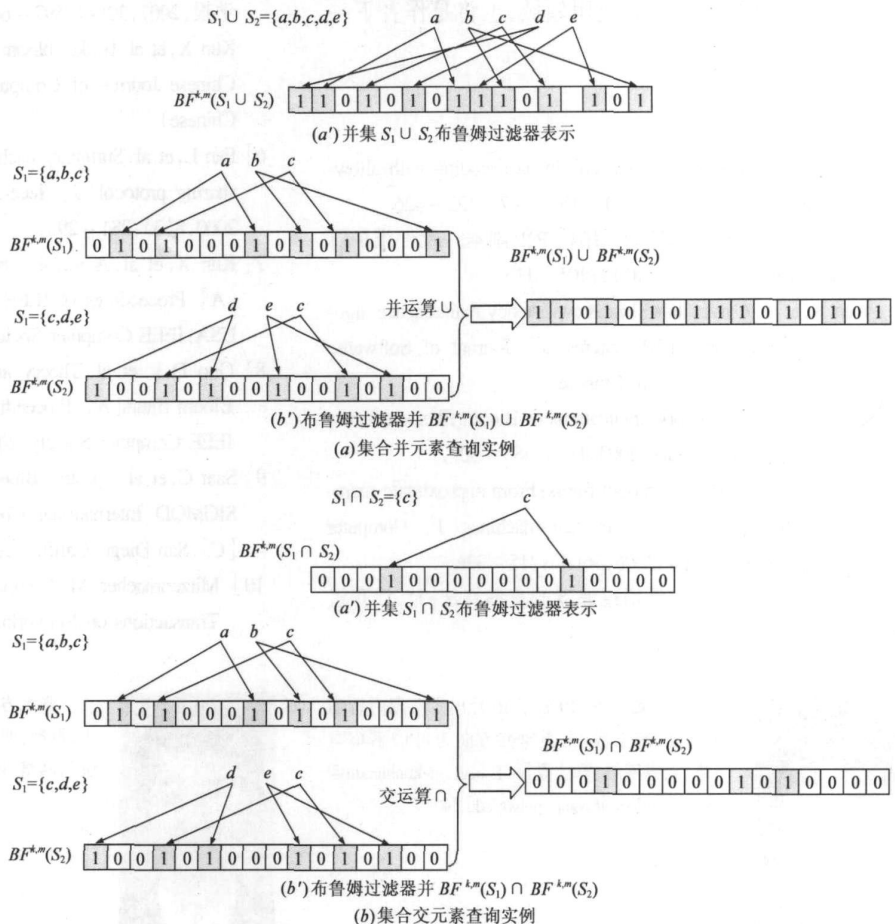 S₁∪S₂={a,b,c,d,e} a b c d e
BF^{k,m}(S₁∪S₂) 1 1 0 1 0 1 0 1 1 1 1 0 1 1 0 1
(a′)并集 S₁∪S₂布鲁姆过滤器表示
S₁={a,b,c} a b c
BF^{k,m}(S₁) 0 1 0 1 0 0 0 1 0 1 0 1 0 0 0 1
S₁={c,d,e} d e c
BF^{k,m}(S₂) 1 0 0 1 0 1 0 0 1 0 0 1 0 1 0 0
并运算∪
BF^{k,m}(S₁)∪BF^{k,m}(S₂)
1 1 0 1 0 1 0 1 1 1 0 1 0 1 0 1
(b′)布鲁姆过滤器并 BF^{k,m}(S₁)∪BF^{k,m}(S₂)
(a)集合并元素查询实例
S₁∩S₂={c} c
BF^{k,m}(S₁∩S₂) 0 0 0 1 0 0 0 0 0 0 0 1 0 0 0 0
(a′)并集 S₁∩S₂布鲁姆过滤器表示
S₁={a,b,c} a b c
BF^{k,m}(S₁) 0 1 0 1 0 0 0 1 0 1 0 1 0 0 0 1
S₁={c,d,e} d e c
BF^{k,m}(S₂) 1 0 0 1 0 1 0 0 0 1 0 1 0 1 0 0
交运算∩
BF^{k,m}(S₁)∩BF^{k,m}(S₂)
0 0 0 1 0 0 0 0 0 1 0 1 0 0 0 0
(b′)布鲁姆过滤器并 BF^{k,m}(S₁)∩BF^{k,m}(S₂)
(b)集合交元素查询实例